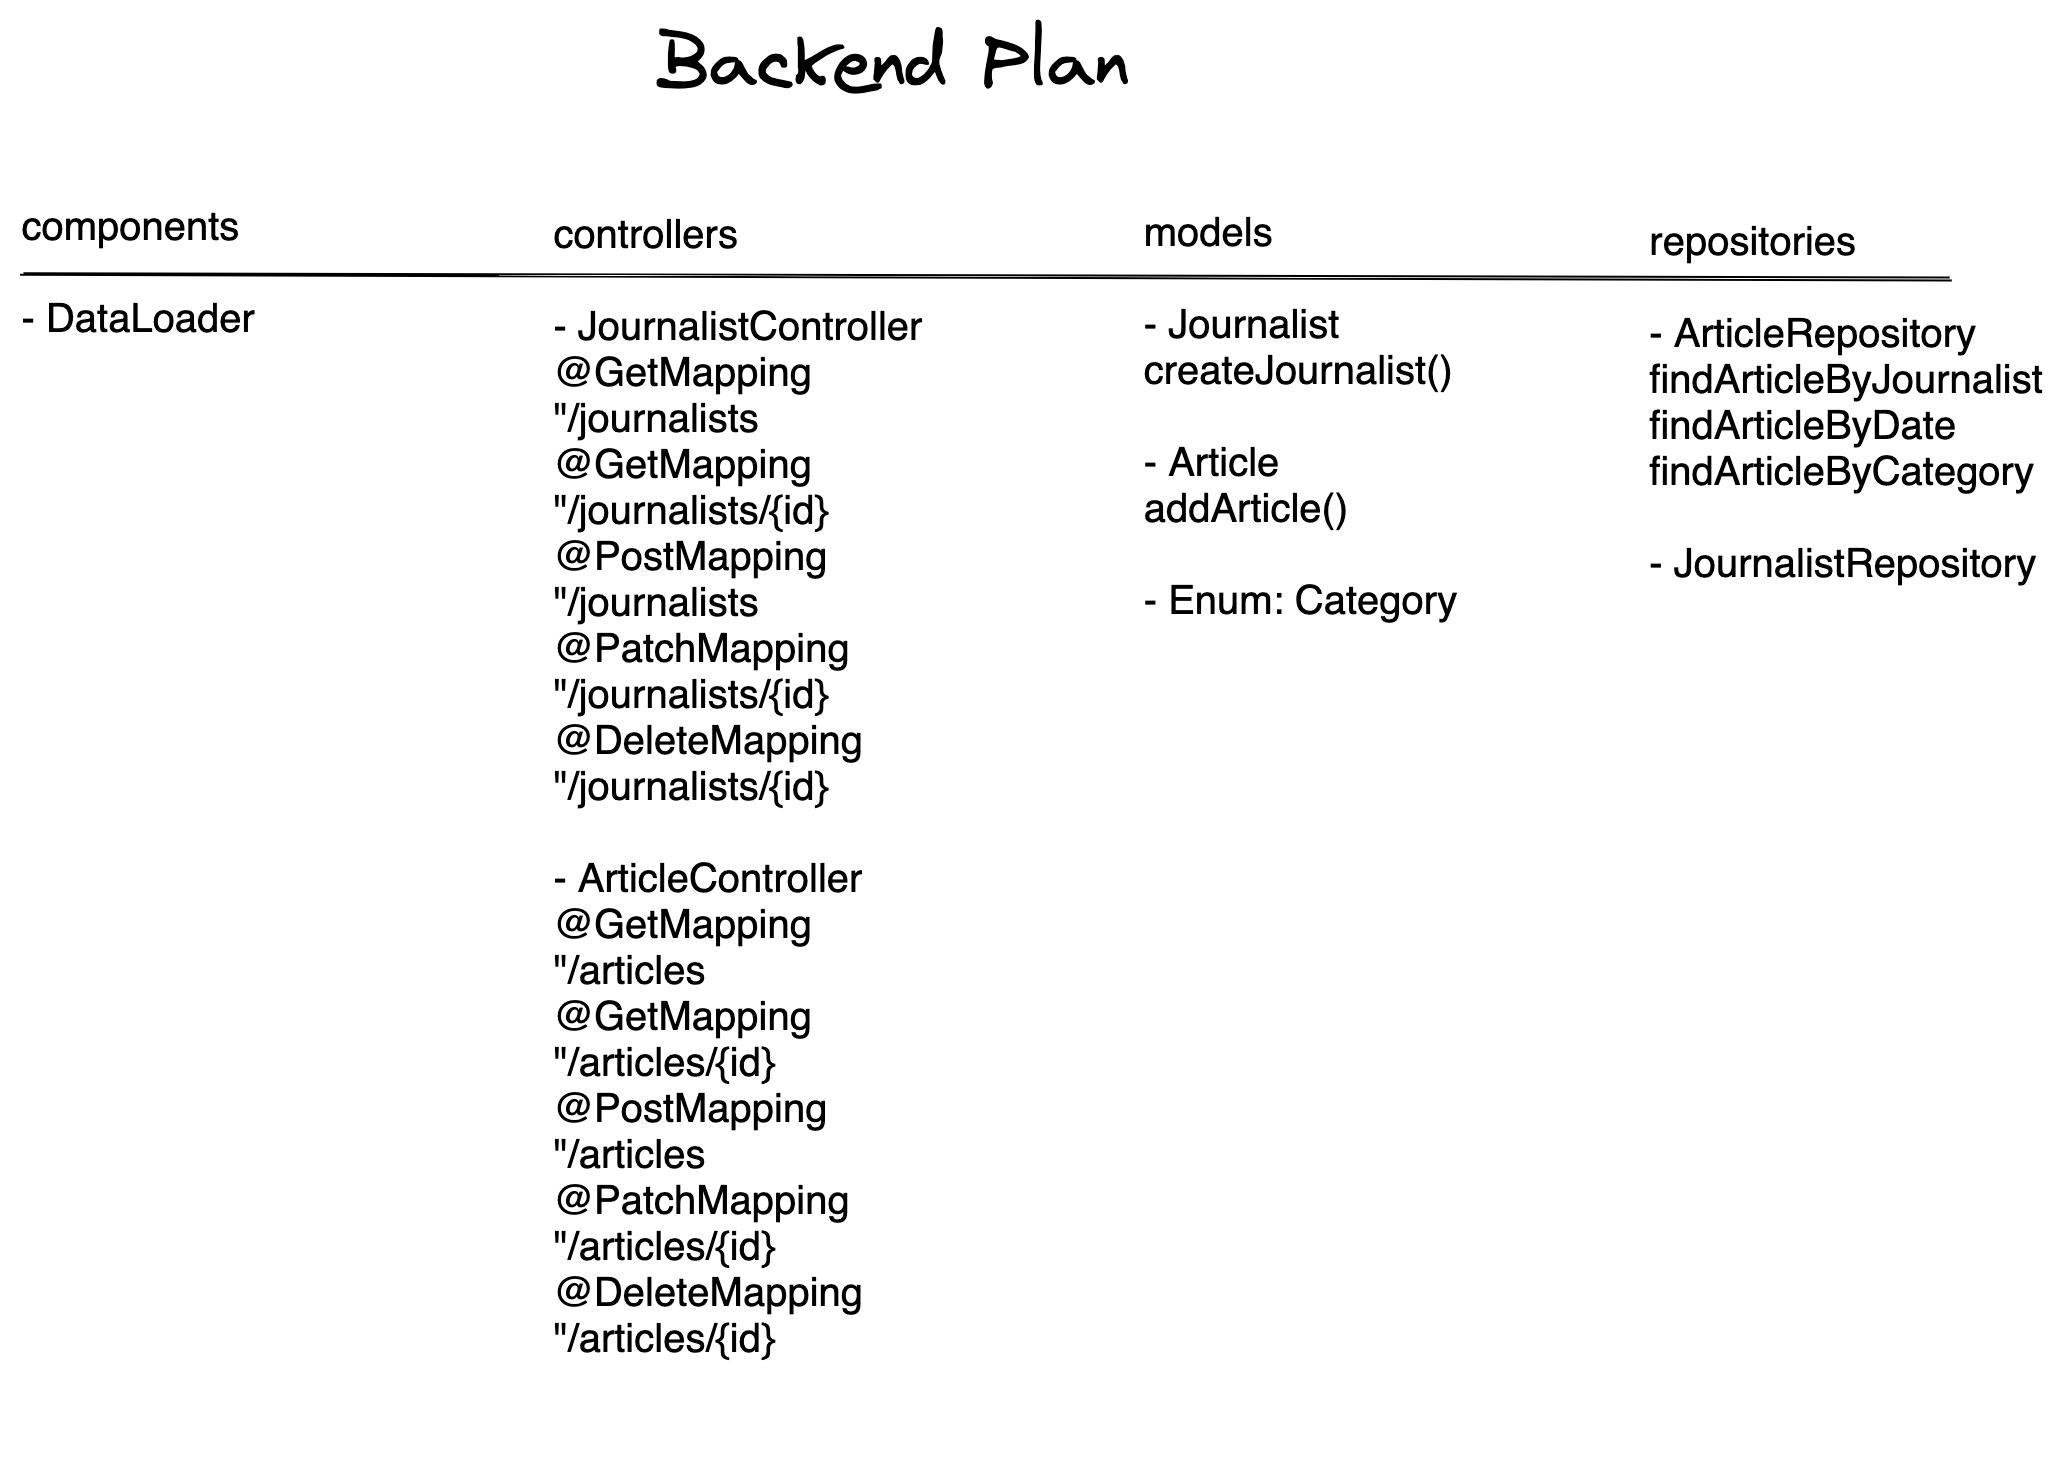 Backend Plan
components
- DataLoader
controllers
- JournalistController
@GetMapping
"/journalists
@GetMapping
"/journalists/{id}
@PostMapping
"/journalists
@PatchMapping
"/journalists/{id}
@DeleteMapping
"/journalists/{id}
- ArticleController
@GetMapping
"/articles
@GetMapping
"/articles/{id}
@PostMapping
"/articles
@PatchMapping
"/articles/{id}
@DeleteMapping
"/articles/{id}
models
- Journalist
createJournalist()
- Article
addArticle()
- Enum: Category
repositories
- ArticleRepository
findArticleByJournalist
findArticleByDate
findArticleByCategory
- JournalistRepository